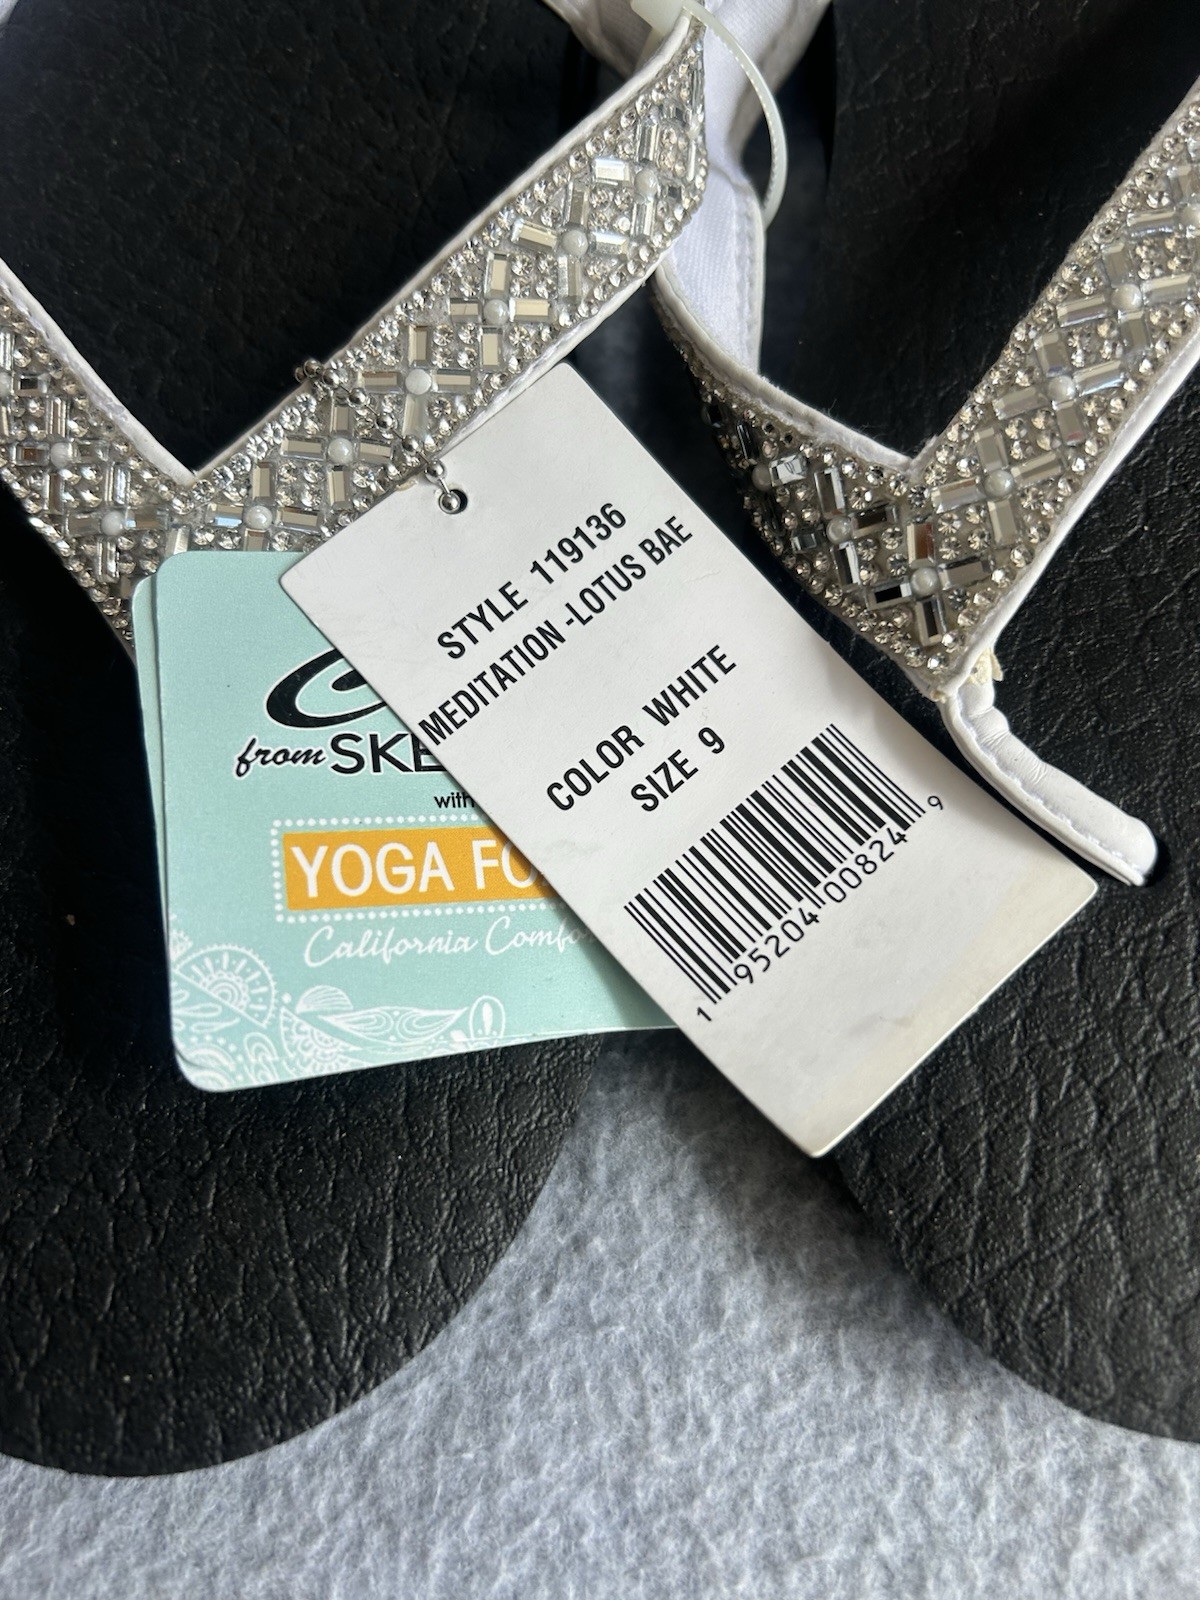 STYLE 119136
MEDITATION -LOTUS BAE
COLOR WHITE
SIZE 9
1 95204 00824 9
from SKE
with
YOGA FO
California Comfo